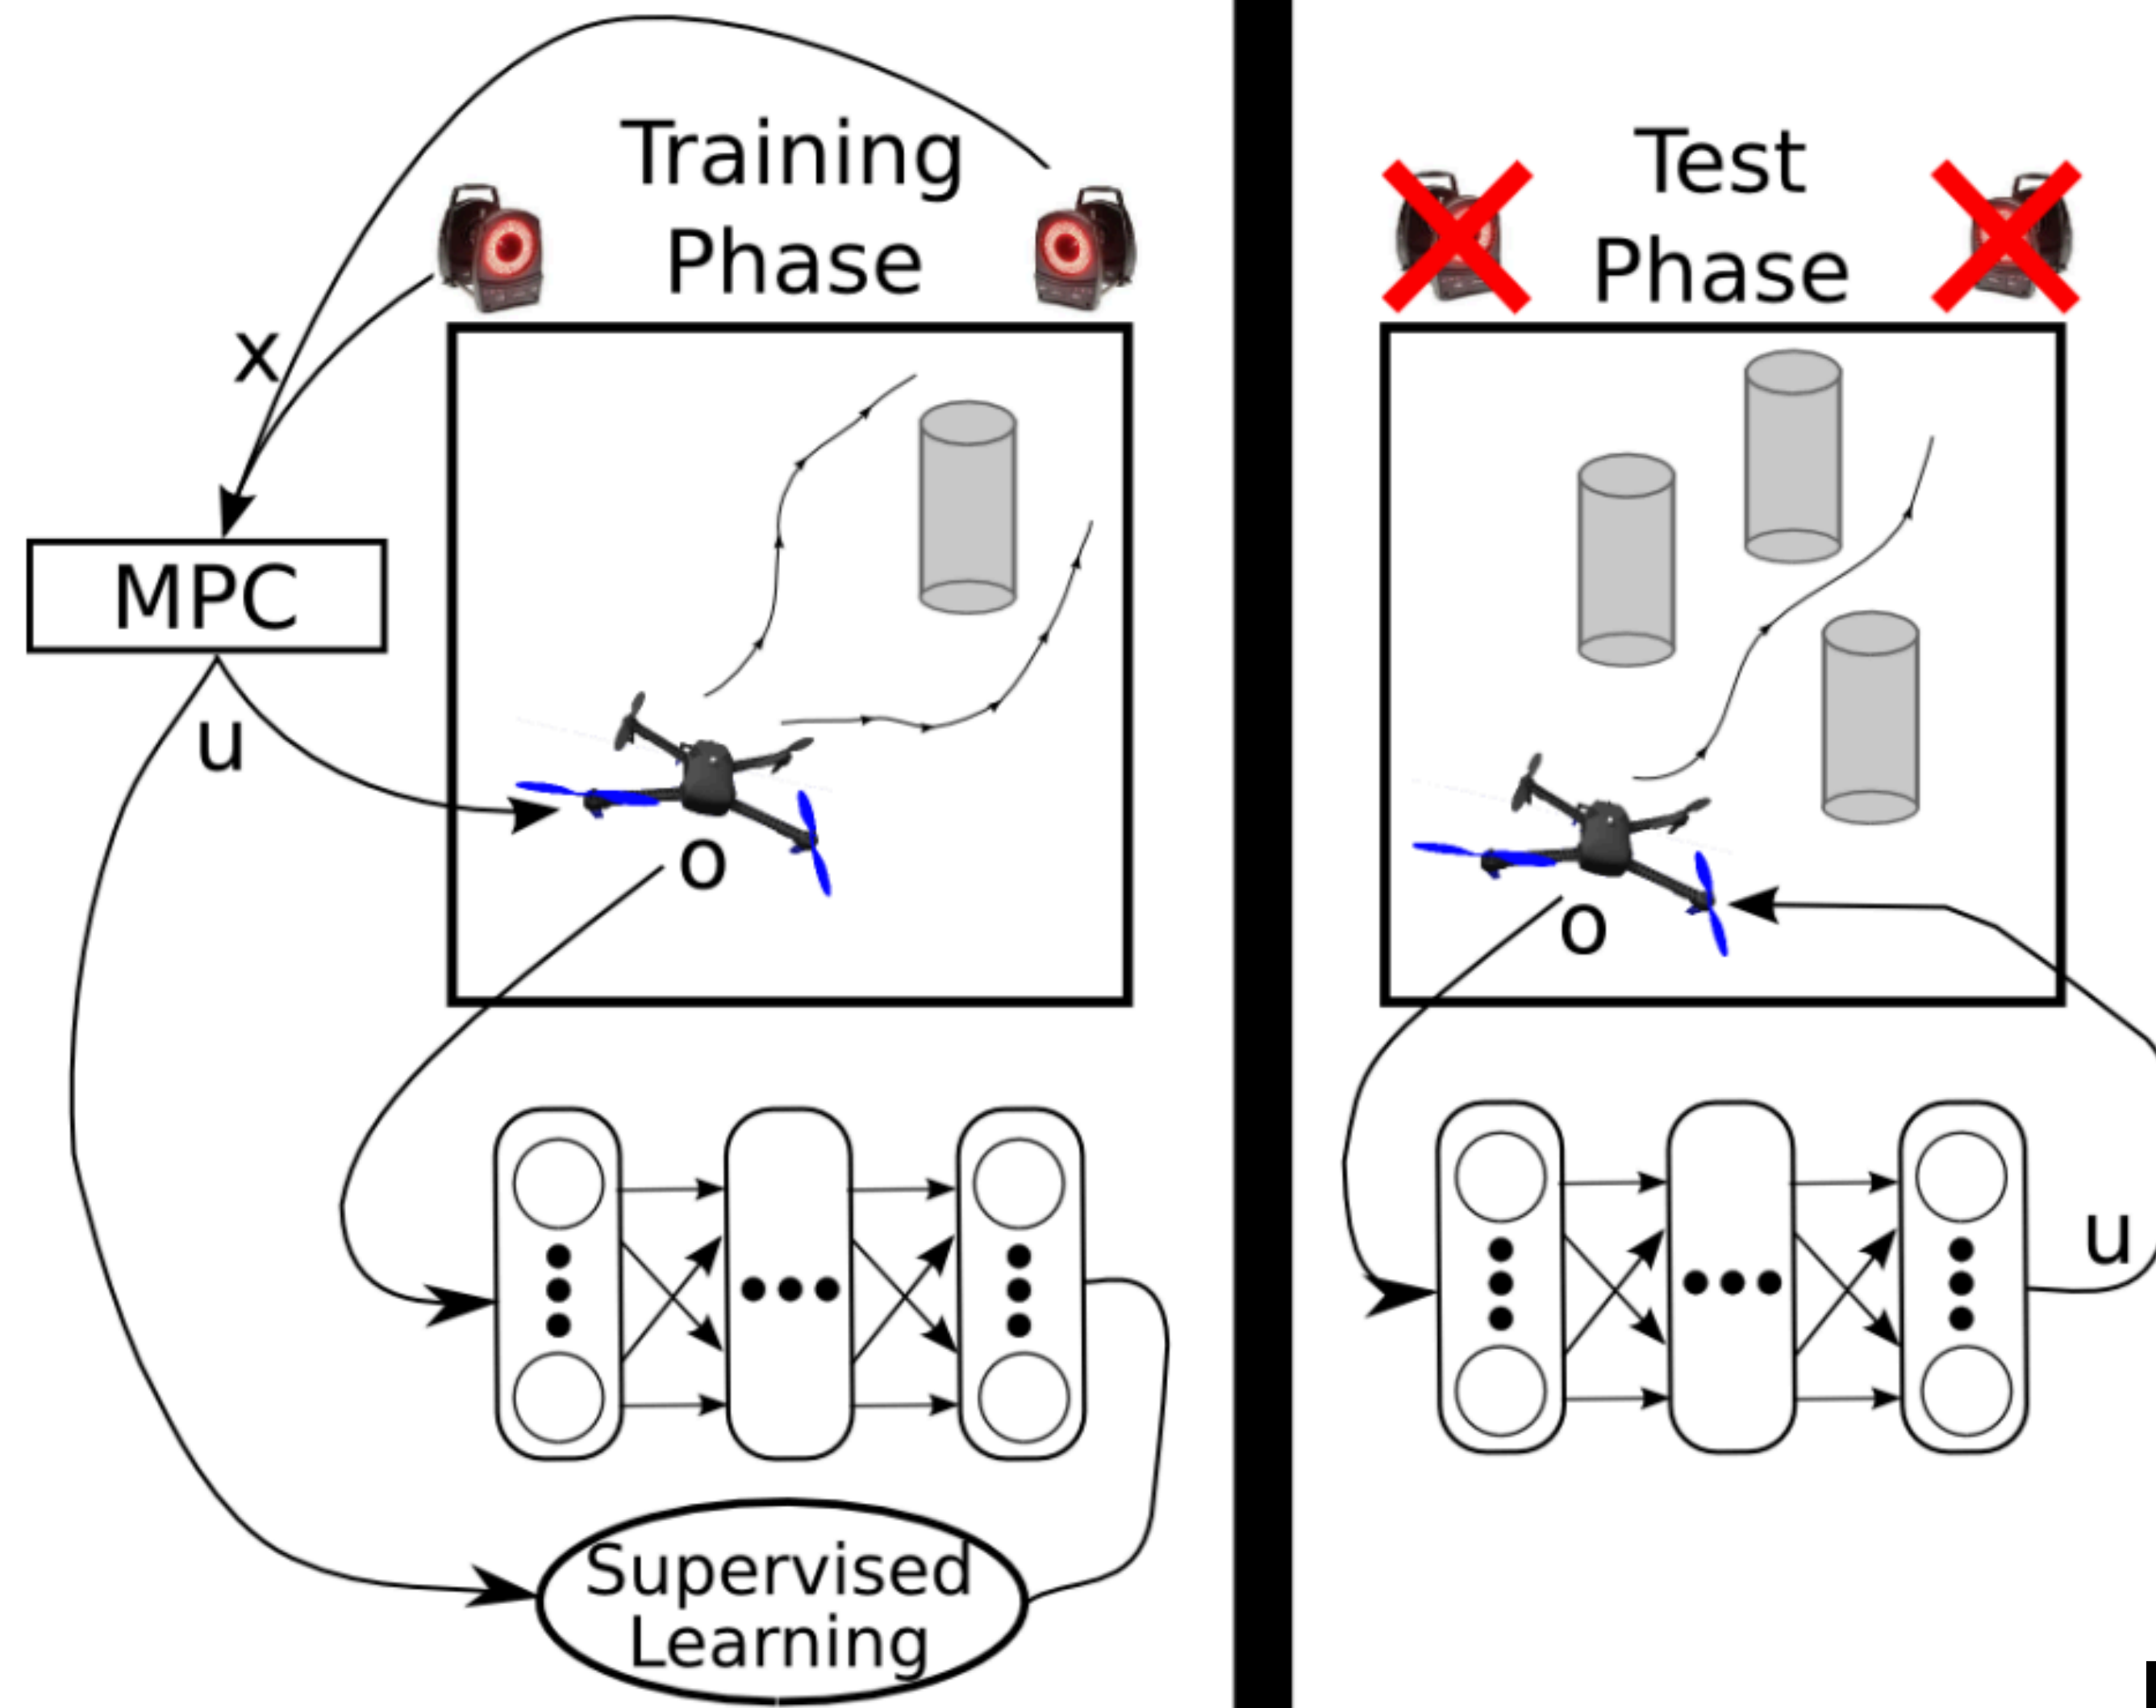 Training
Phase
x
MPC
u
o
Supervised
Learning
Test
Phase
o
u